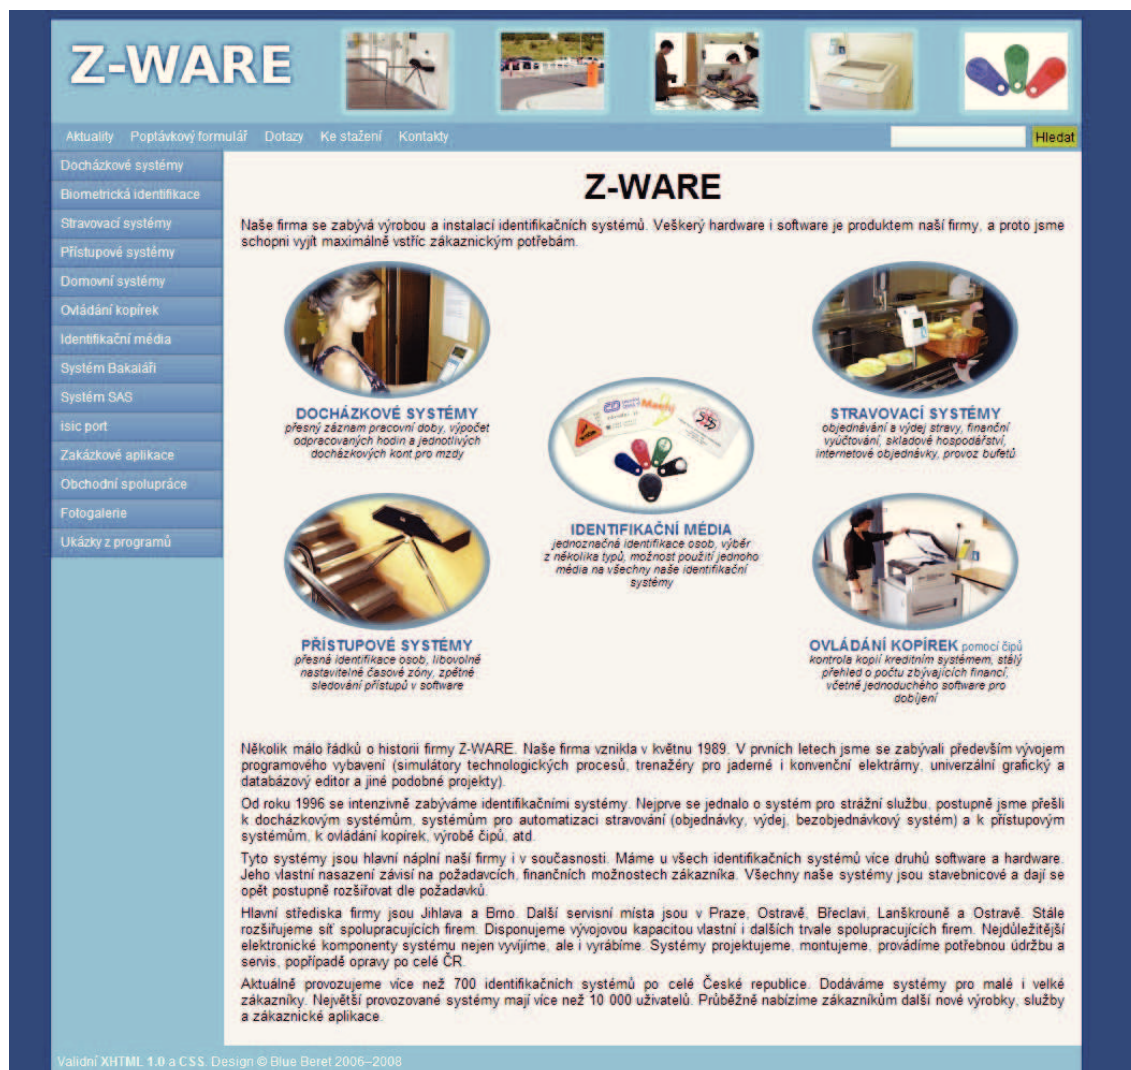 Z-WARE
Aktuality Poptávkový formulář Dotazy Ke stažení Kontakty Hledat
Docházkové systémy
Biometrická identifikace
Stravovací systémy
Přístupové systémy
Domovní systémy
Ovládání kopírek
Identifikační média
Systém Bakaláři
Systém SAS
isic port
Zakázkové aplikace
Obchodní spolupráce
Fotogalerie
Ukázky z programů
Z-WARE
Naše firma se zabývá výrobou a instalací identifikačních systémů. Veškerý hardware i software je produktem naší firmy, a proto jsme
schopni vyjít maximálně vstříc zákaznickým potřebám.
DOCHÁZKOVÉ SYSTÉMY
přesný záznam pracovní doby, výpočet
odpracovaných hodin a jednotlivých
docházkových kont pro mzdy
STRAVOVACÍ SYSTÉMY
objednávání a výdej stravy, finanční
vyúčtování, skladové hospodářství,
internetové objednávky, provoz bufetů
IDENTIFIKAČNÍ MÉDIA
jednoznačná identifikace osob, výběr
z několika typů, možnost použití jednoho
média na všechny naše identifikační
systémy
PŘÍSTUPOVÉ SYSTÉMY
přesná identifikace osob, libovolně
nastavitelné časové zóny, zpětné
sledování přístupů v software
OVLÁDÁNÍ KOPÍREK pomocí čipů
kontrola kopií kreditním systémem, stálý
přehled o počtu zbývajících financí,
včetně jednoduchého software pro
dobíjení
Několik málo řádků o historii firmy Z-WARE. Naše firma vznikla v květnu 1989. V prvních letech jsme se zabývali především vývojem
programového vybavení (simulátory technologických procesů, trenažéry pro jaderné i konvenční elektrárny, univerzální grafický a
databázový editor a jiné podobné projekty).
Od roku 1996 se intenzivně zabýváme identifikačními systémy. Nejprve se jednalo o systém pro strážní službu, postupně jsme přešli
k docházkovým systémům, systémům pro automatizaci stravování (objednávky, výdej, bezobjednávkový systém) a k přístupovým
systémům, k ovládání kopírek, výrobě čipů, atd.
Tyto systémy jsou hlavní náplní naší firmy i v současnosti. Máme u všech identifikačních systémů více druhů software a hardware.
Jeho vlastní nasazení závisí na požadavcích, finančních možnostech zákazníka. Všechny naše systémy jsou stavebnicové a dají se
opět postupně rozšiřovat dle požadavků.
Hlavní střediska firmy jsou Jihlava a Brno. Další servisní místa jsou v Praze, Ostravě, Břeclavi, Lanškrouně a Ostravě. Stále
rozšiřujeme síť spolupracujících firem. Disponujeme vývojovou kapacitou vlastní i dalších trvale spolupracujících firem. Nejdůležitější
elektronické komponenty systému nejen vyvíjíme, ale i vyrábíme. Systémy projektujeme, montujeme, provádíme potřebnou údržbu a
servis, popřípadě opravy po celé ČR.
Aktuálně provozujeme více než 700 identifikačních systémů po celé České republice. Dodáváme systémy pro malé i velké
zákazníky. Největší provozované systémy mají více než 10 000 uživatelů. Průběžně nabízíme zákazníkům další nové výrobky, služby
a zákaznické aplikace.
Validní XHTML 1.0 a CSS. Design © Blue Beret 2006–2008